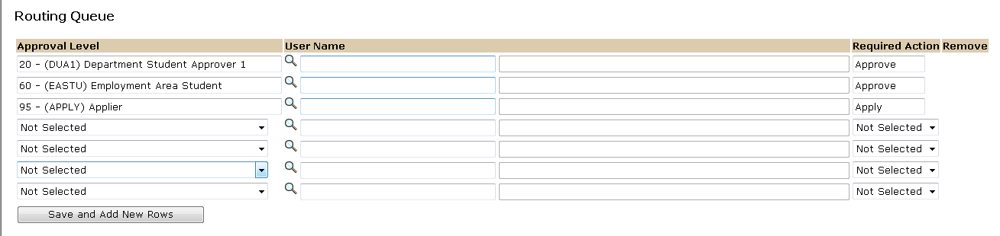 Routing Queue
Approval Level User Name Required Action Remove
20 - (DUA1) Department Student Approver 1 Approve
60 - (EASTU) Employment Area Student Approve
95 - (APPLY) Applier Apply
Not Selected Not Selected
Not Selected Not Selected
Not Selected Not Selected
Not Selected Not Selected
Save and Add New Rows